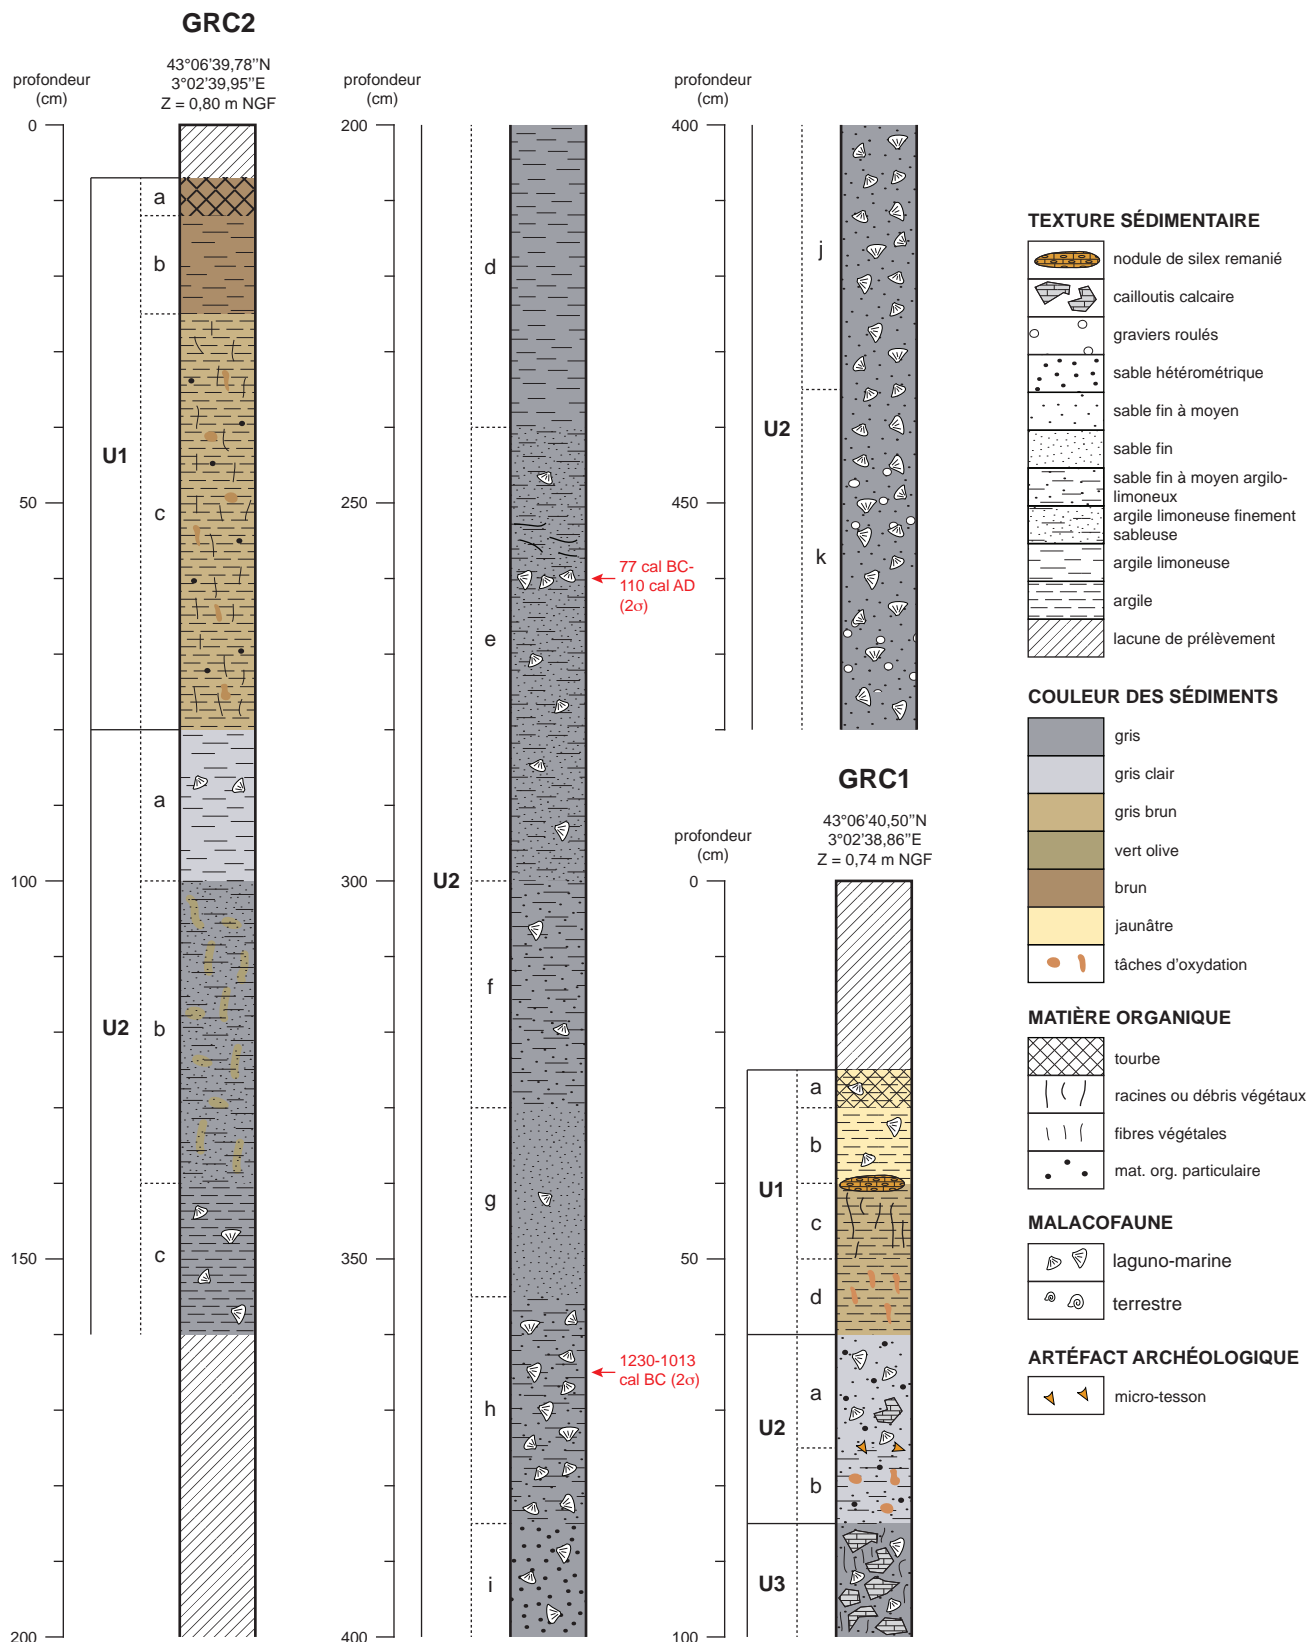 GRC2
43°06'39,78''N
3°02'39,95''E
Z = 0,80 m NGF
profondeur
(cm)
0
50
100
150
200
U1
a
b
c
U2
a
b
c
profondeur
(cm)
200
250
300
350
400
U2
d
e
f
g
h
i
77 cal BC-
110 cal AD
(2σ)
1230-1013
cal BC (2σ)
profondeur
(cm)
400
450
U2
j
k
GRC1
43°06'40,50''N
3°02'38,86''E
Z = 0,74 m NGF
profondeur
(cm)
0
50
100
U1
a
b
c
d
U2
a
b
U3
TEXTURE SÉDIMENTAIRE
nodule de silex remanié
cailloutis calcaire
graviers roulés
sable hétérométrique
sable fin à moyen
sable fin
sable fin à moyen argilo-
limoneux
argile limoneuse finement
sableuse
argile limoneuse
argile
lacune de prélèvement
COULEUR DES SÉDIMENTS
gris
gris clair
gris brun
vert olive
brun
jaunâtre
tâches d'oxydation
MATIÈRE ORGANIQUE
tourbe
racines ou débris végétaux
fibres végétales
mat. org. particulaire
MALACOFAUNE
laguno-marine
terrestre
ARTÉFACT ARCHÉOLOGIQUE
micro-tesson